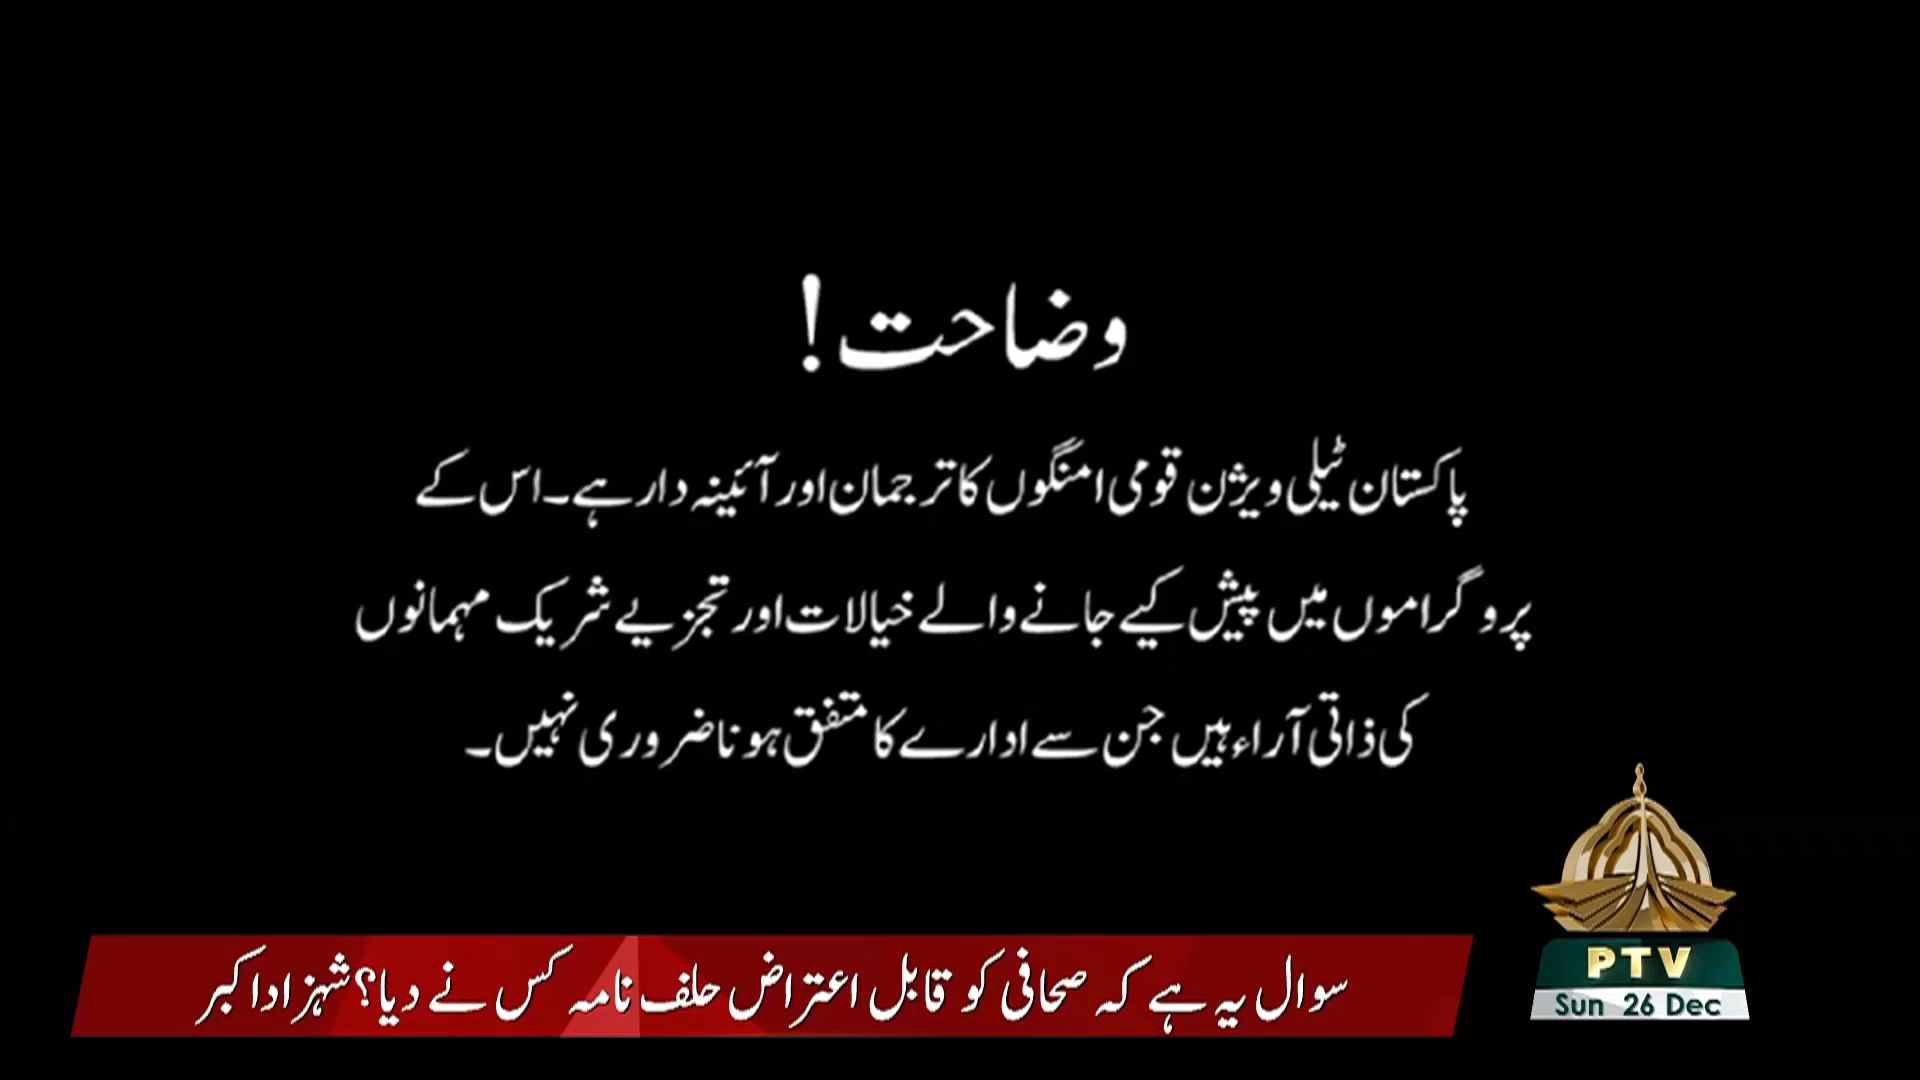 وضاحت!
پاکستان ٹیلی ویژن قومی امنگوں کا ترجمان اور آئینہ دار ہے۔ اس کے
پروگراموں میں پیش کیے جانے والے خیالات اور تجزیے شریک مہمانوں
کی ذاتی آراء ہیں جن سے ادارے کا متفق ہونا ضروری نہیں۔
سوال یہ ہے کہ صحافی کو قابل اعتراض حلف نامہ کس نے دیا؟ شہزاد اکبر
PTV
Sun 26 Dec